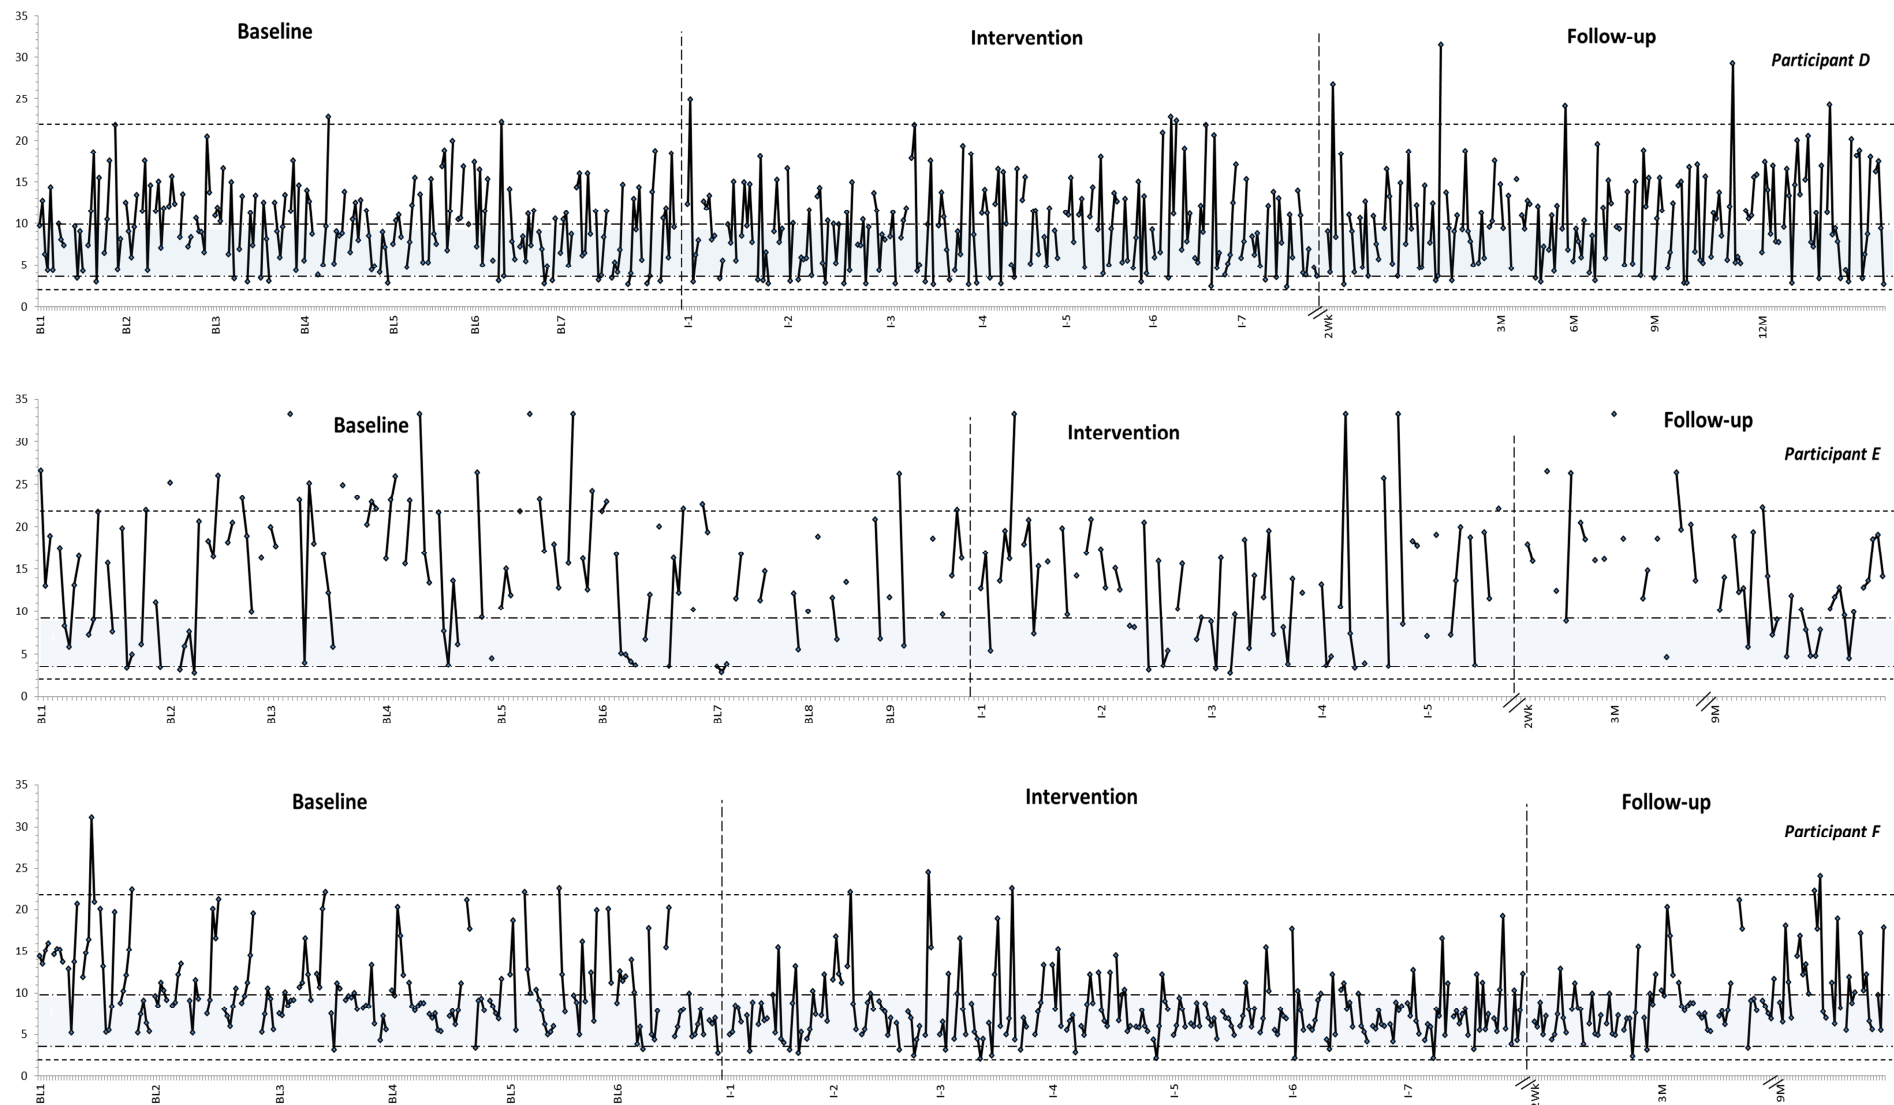 35
30
25
20
15
10
5
0
Baseline
Intervention
Follow-up
Participant D
BL1
BL2
BL3
BL4
BL5
BL6
BL7
I-1
I-2
I-3
I-4
I-5
I-6
I-7
2Wk
3M
6M
9M
12M
35
30
25
20
15
10
5
0
Baseline
Intervention
Follow-up
Participant E
BL1
BL2
BL3
BL4
BL5
BL6
BL7
BL8
BL9
I-1
I-2
I-3
I-4
I-5
2Wk
3M
9M
35
30
25
20
15
10
5
0
Baseline
Intervention
Follow-up
Participant F
BL1
BL2
BL3
BL4
BL5
BL6
I-1
I-2
I-3
I-4
I-5
I-6
I-7
2Wk
3M
9M